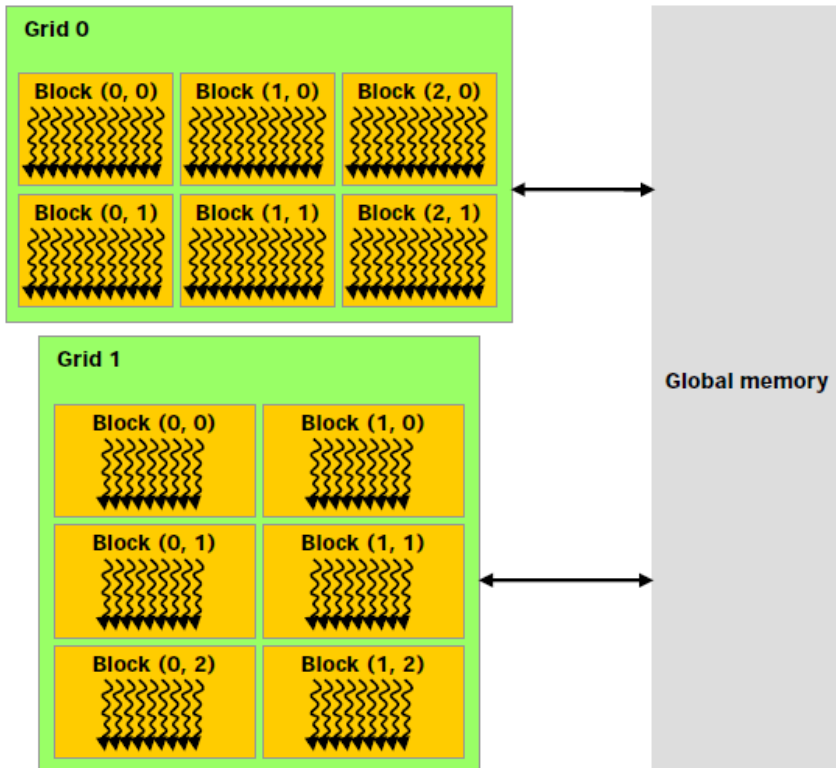 Grid 0
Block (0, 0) Block (1, 0) Block (2, 0)
Block (0, 1) Block (1, 1) Block (2, 1)
Grid 1
Block (0, 0) Block (1, 0)
Block (0, 1) Block (1, 1)
Block (0, 2) Block (1, 2)
Global memory